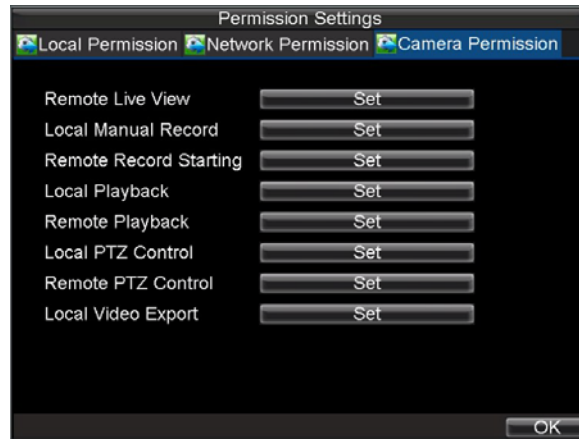 Permission Settings
Local Permission Network Permission Camera Permission
Remote Live View Set
Local Manual Record Set
Remote Record Starting Set
Local Playback Set
Remote Playback Set
Local PTZ Control Set
Remote PTZ Control Set
Local Video Export Set
OK